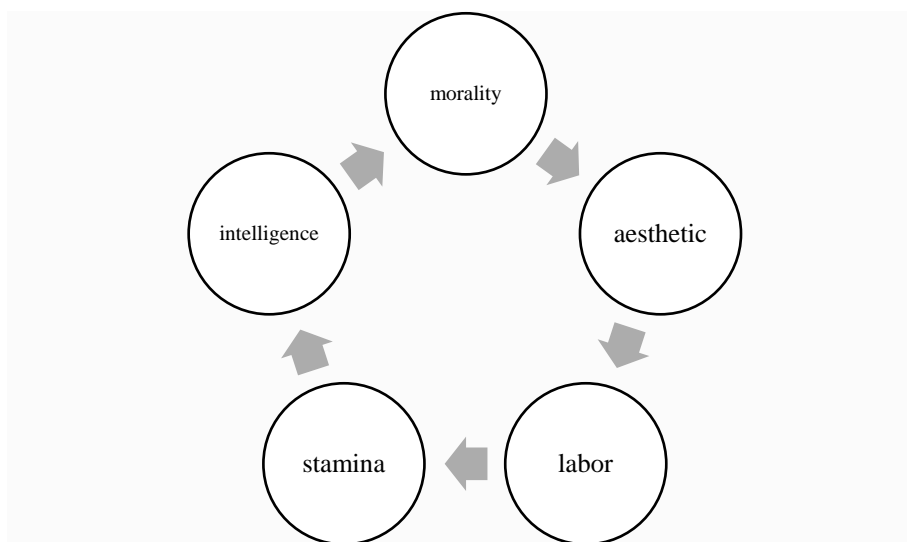 morality
aesthetic
labor
stamina
intelligence